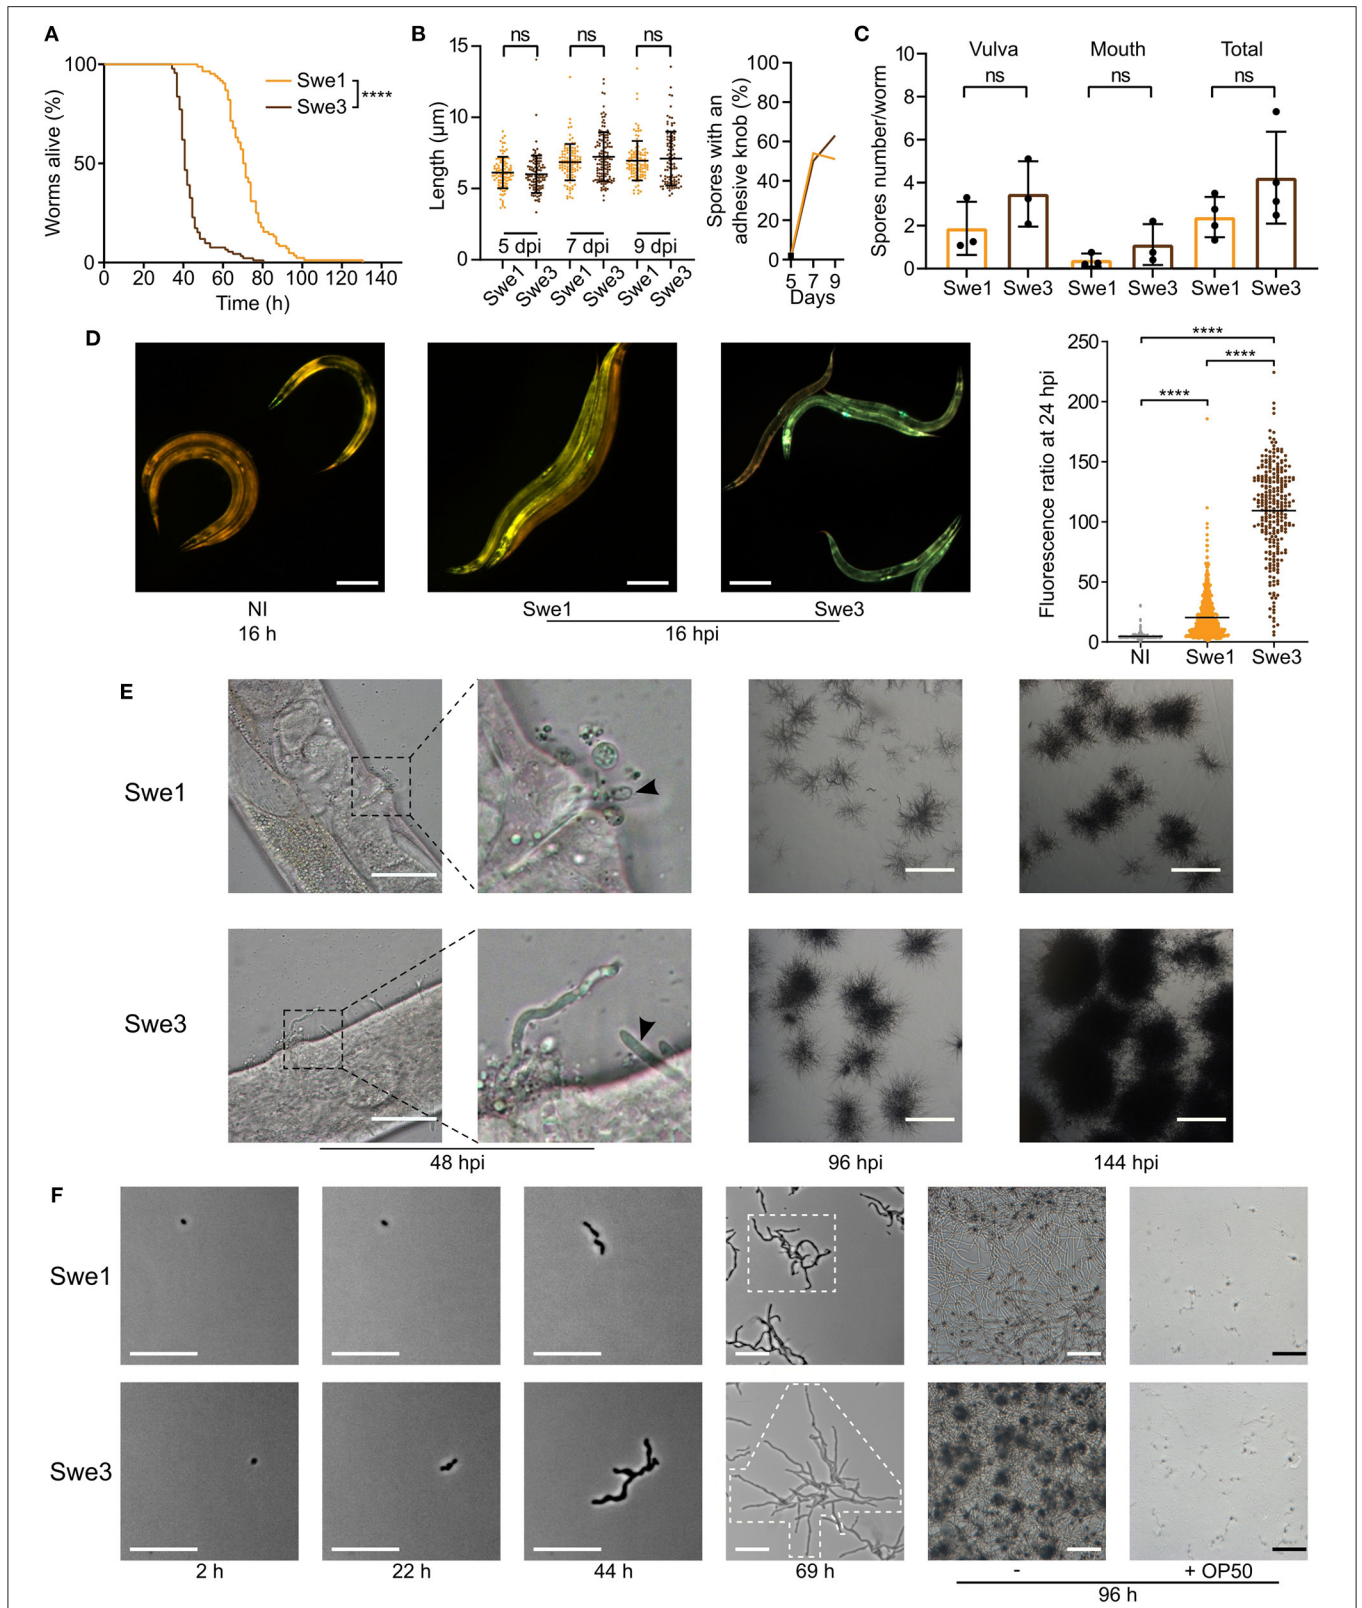 A
100
50
0
Worms alive (%)
0 20 40 60 80 100 120 140
Time (h)
Swe1
Swe3
****
B
15
10
5
0
Length (µm)
ns ns ns
5 dpi 7 dpi 9 dpi
Swe1 Swe3 Swe1 Swe3 Swe1 Swe3
Spores with an
adhesive knob (%)
100
80
60
40
20
0
5 7 9
Days
C
10
8
6
4
2
0
Spores number/worm
Vulva Mouth Total
ns ns ns
Swe1 Swe3 Swe1 Swe3 Swe1 Swe3
D
NI Swe1 Swe3
16 h 16 hpi
Fluorescence ratio at 24 hpi
250
200
150
100
50
0
****
****
****
NI Swe1 Swe3
E
Swe1
Swe3
48 hpi 96 hpi 144 hpi
F
Swe1
Swe3
2 h 22 h 44 h 69 h - + OP50
96 h